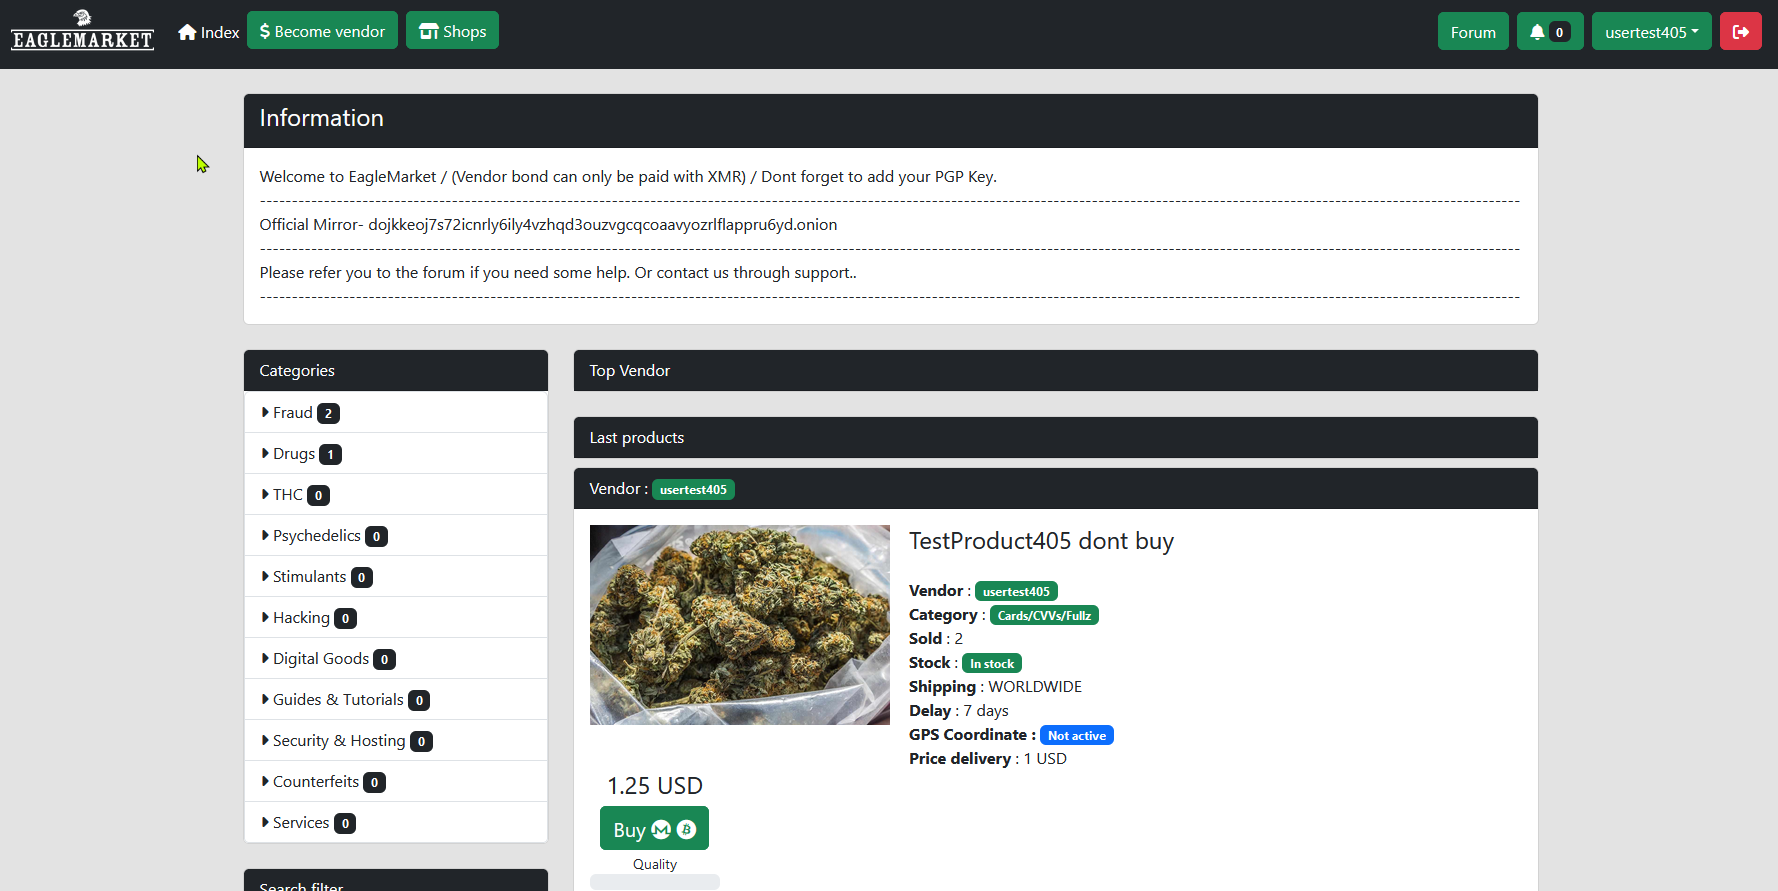 EAGLEMARKET
Index
Become vendor
Shops
Forum
0
usertest405
Information
Welcome to EagleMarket / (Vendor bond can only be paid with XMR) / Dont forget to add your PGP Key.
Official Mirror- dojkkeoj7s72icnrly6ily4vzhqd3ouzvgcqcoaavyozrlflappru6yd.onion
Please refer you to the forum if you need some help. Or contact us through support..
Categories
Fraud 2
Drugs 1
THC 0
Psychedelics 0
Stimulants 0
Hacking 0
Digital Goods 0
Guides & Tutorials 0
Security & Hosting 0
Counterfeits 0
Services 0
Search filter
Top Vendor
Last products
Vendor : usertest405
TestProduct405 dont buy
Vendor : usertest405
Category : Cards/CVVs/Fullz
Sold : 2
Stock : In stock
Shipping : WORLDWIDE
Delay : 7 days
GPS Coordinate : Not active
Price delivery : 1 USD
1.25 USD
Buy
Quality